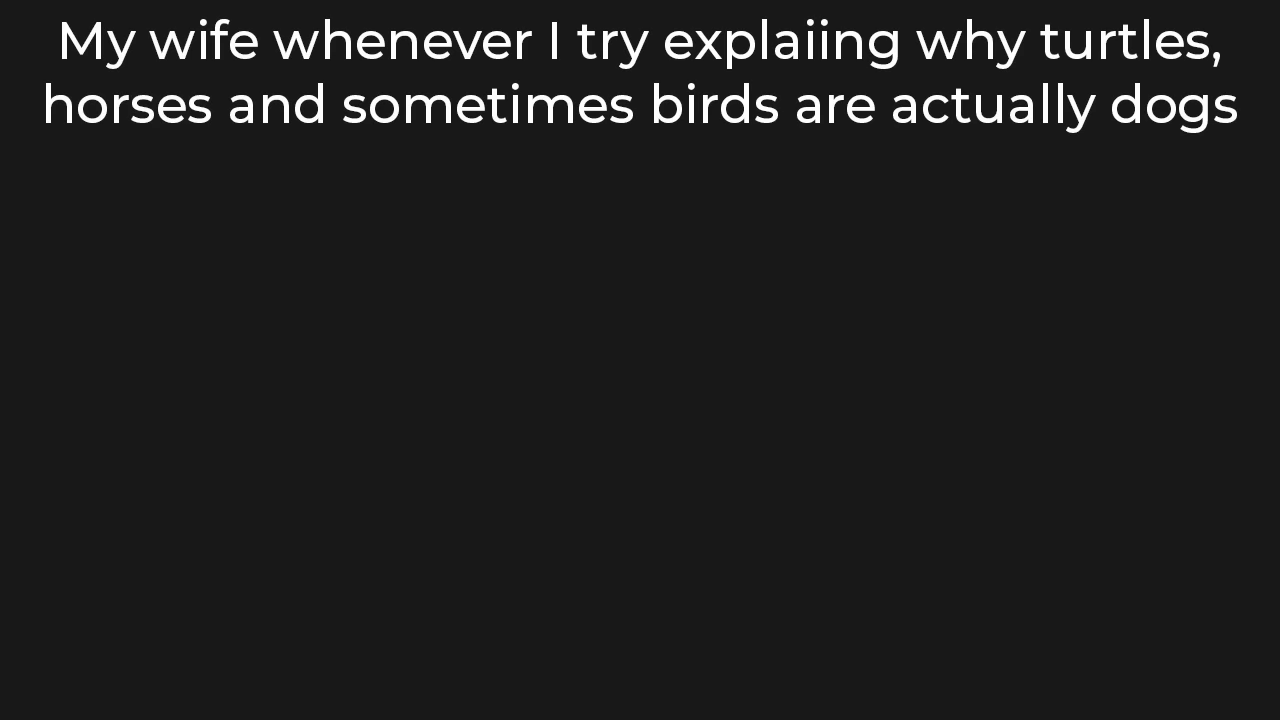 My wife whenever I try explaiing why turtles,
horses and sometimes birds are actually dogs